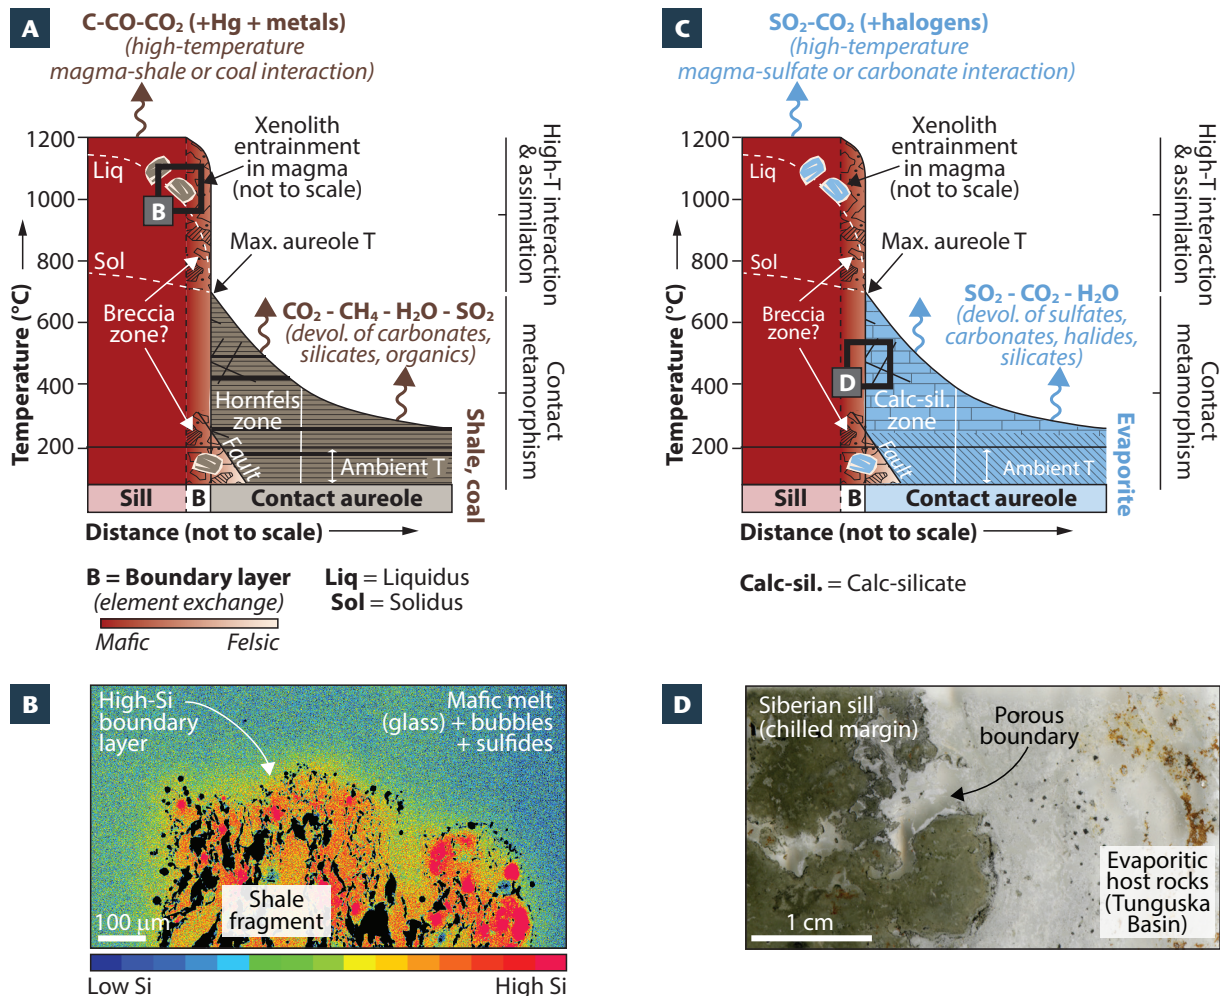 A
C-CO-CO₂ (+Hg + metals)
(high-temperature
magma-shale or coal interaction)
1200
1000
800
600
400
200
Temperature (°C)
Liq
Sol
Xenolith
entrainment
in magma
(not to scale)
B
Max. aureole T
Breccia
zone?
CO₂ - CH₄ - H₂O - SO₂
(devol. of carbonates,
silicates, organics)
Hornfels
zone
Fault
Ambient T
Sill
B
Contact aureole
Shale, coal
High-T interaction
& assimilation
Contact
metamorphism
Distance (not to scale)
B = Boundary layer
(element exchange)
Mafic
Felsic
Liq = Liquidus
Sol = Solidus
C
SO₂-CO₂ (+halogens)
(high-temperature
magma-sulfate or carbonate interaction)
1200
1000
800
600
400
200
Temperature (°C)
Liq
Sol
Xenolith
entrainment
in magma
(not to scale)
Max. aureole T
Breccia
zone?
SO₂ - CO₂ - H₂O
(devol. of sulfates,
carbonates, halides,
silicates)
D
Calc-sil.
zone
Fault
Ambient T
Sill
B
Contact aureole
Evaporite
High-T interaction
& assimilation
Contact
metamorphism
Distance (not to scale)
Calc-sil. = Calc-silicate
B
High-Si
boundary
layer
Mafic melt
(glass) + bubbles
+ sulfides
Shale
fragment
100 µm
Low Si
High Si
D
Siberian sill
(chilled margin)
Porous
boundary
1 cm
Evaporitic
host rocks
(Tunguska
Basin)